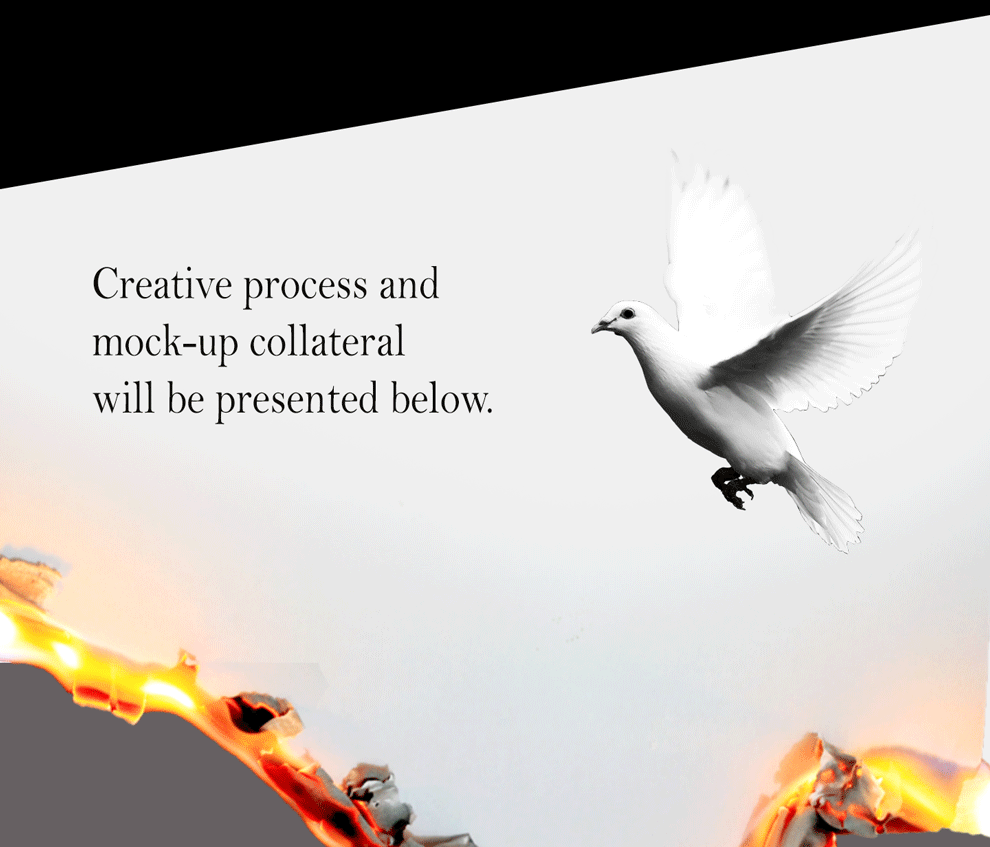 Creative process and
mock-up collateral
will be presented below.